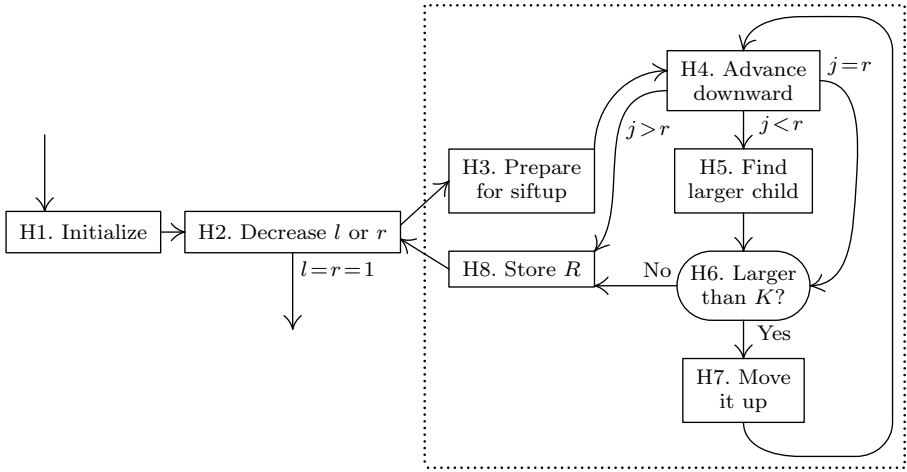 H4. Advance
downward
j=r
j>r
j<r
H3. Prepare
for siftup
H5. Find
larger child
H1. Initialize
H2. Decrease l or r
l=r=1
H8. Store R
No
H6. Larger
than K?
Yes
H7. Move
it up